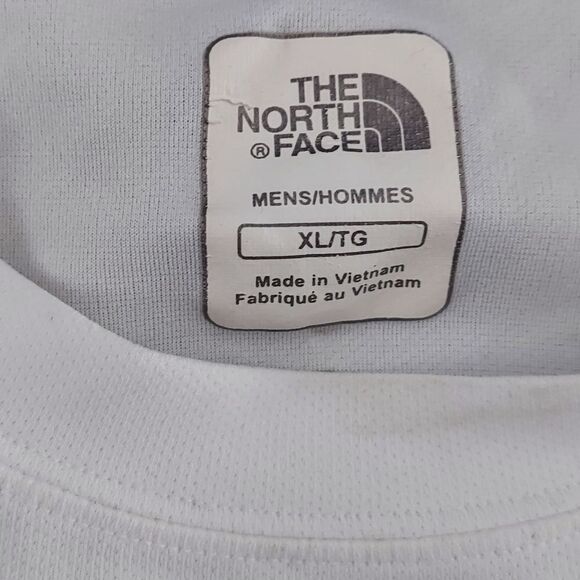 THE
NORTH
® FACE
MENS/HOMMES
XL/TG
Made in Vietnam
Fabriqué au Vietnam